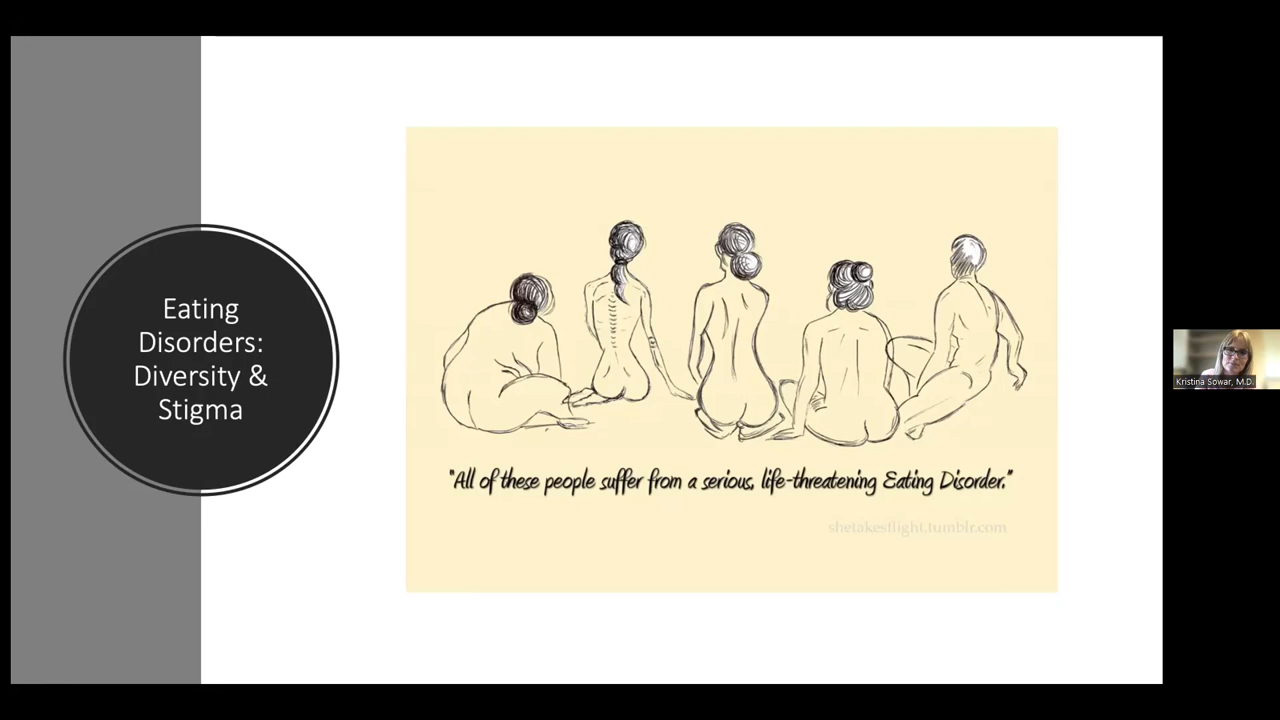 Eating
Disorders:
Diversity &
Stigma
"All of these people suffer from a serious, life-threatening Eating Disorder."
shetakesflight.tumblr.com
Kristina Sowar, M.D.